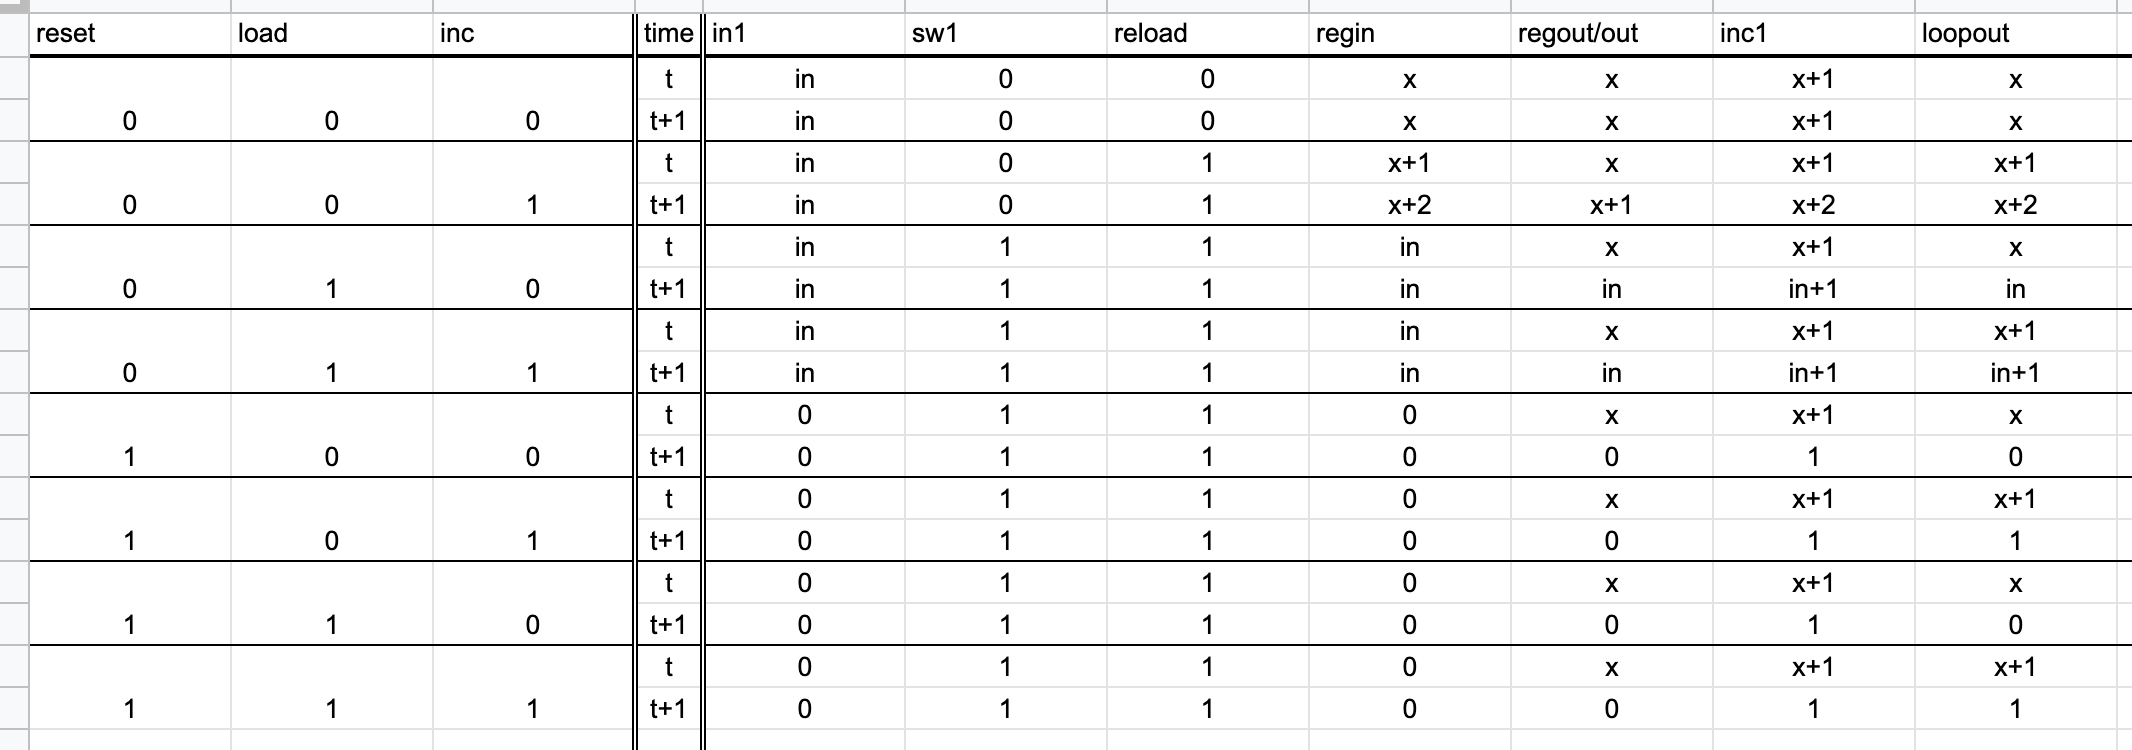 reset load inc time in1 sw1 reload regin regout/out inc1 loopout
t in 0 0 x x x+1 x
0 0 0 t+1 in 0 0 x x x+1 x
t in 0 1 x+1 x x+1 x+1
0 0 1 t+1 in 0 1 x+2 x+1 x+2 x+2
t in 1 1 in x x+1 x
0 1 0 t+1 in 1 1 in in in+1 in
t in 1 1 in x x+1 x+1
0 1 1 t+1 in 1 1 in in in+1 in+1
t 0 1 1 0 x x+1 x
1 0 0 t+1 0 1 1 0 0 1 0
t 0 1 1 0 x x+1 x+1
1 0 1 t+1 0 1 1 0 0 1 1
t 0 1 1 0 x x+1 x
1 1 0 t+1 0 1 1 0 0 1 0
t 0 1 1 0 x x+1 x+1
1 1 1 t+1 0 1 1 0 0 1 1